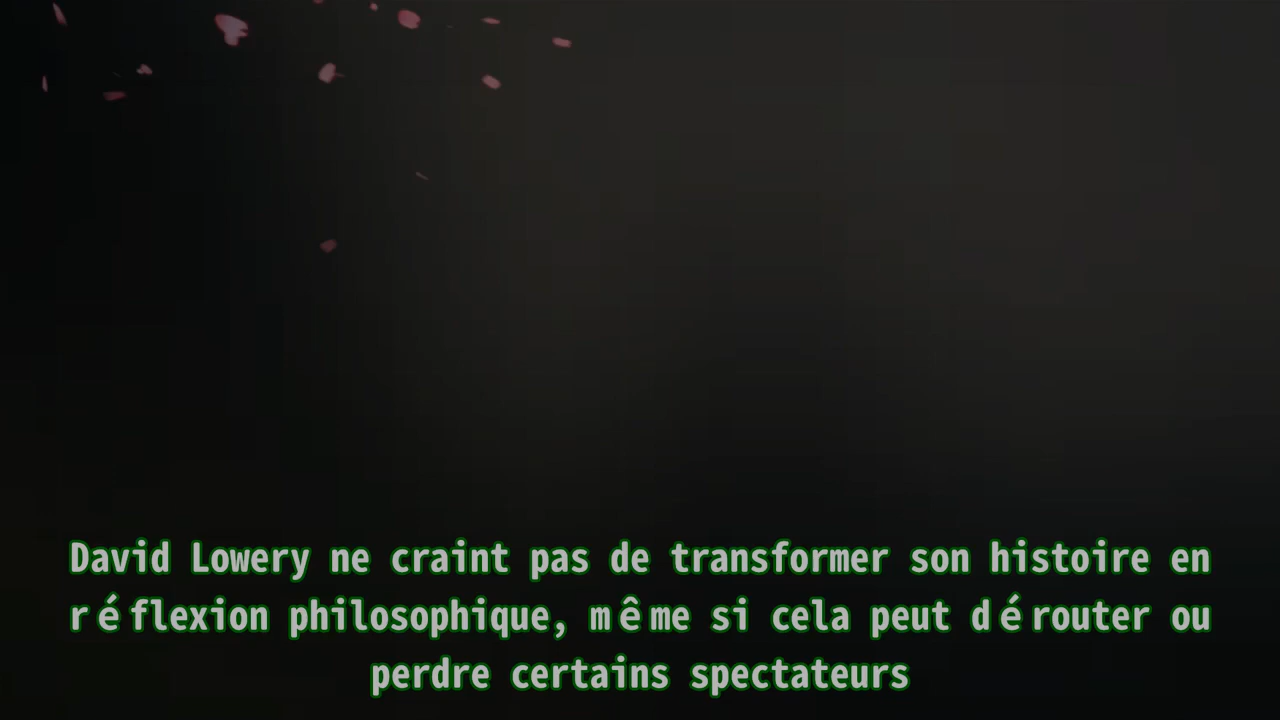 David Lowery ne craint pas de transformer son histoire en
réflexion philosophique, même si cela peut dérouter ou
perdre certains spectateurs